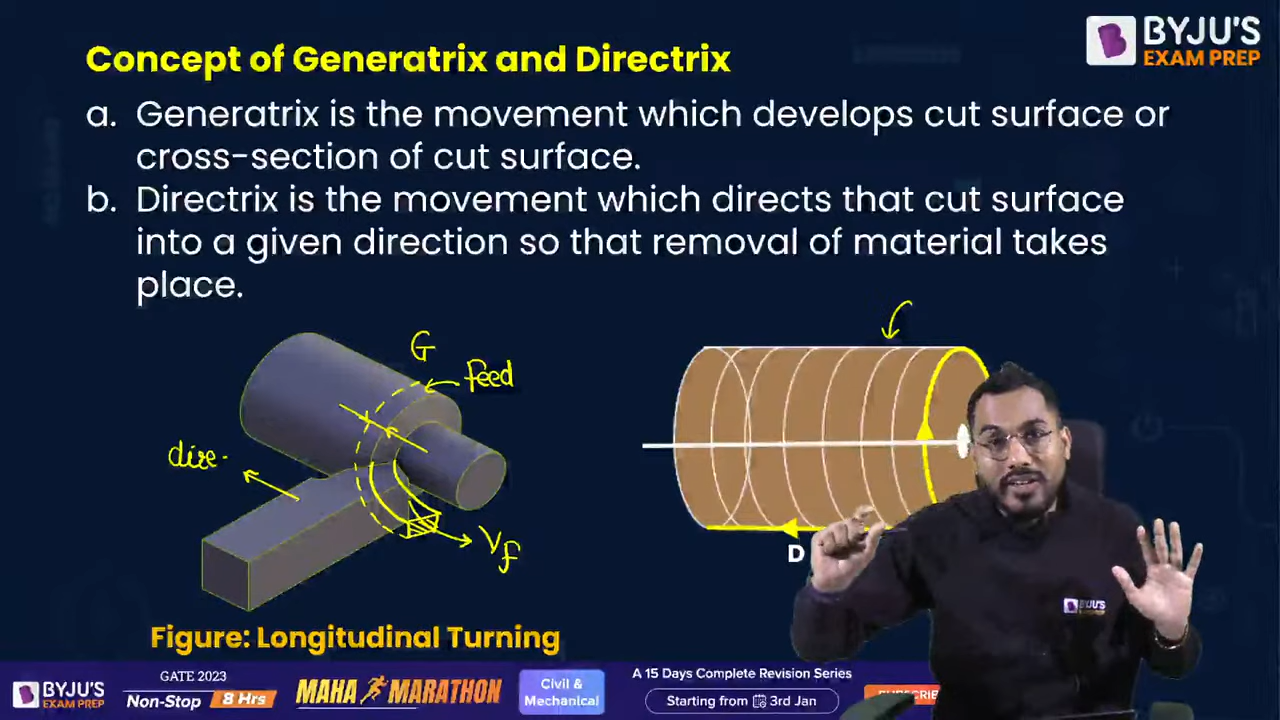 Concept of Generatrix and Directrix
BYJU'S
EXAM PREP
a. Generatrix is the movement which develops cut surface or
cross-section of cut surface.
b. Directrix is the movement which directs that cut surface
into a given direction so that removal of material takes
place.
G
feed
dire.
Vf
D
BYJU'S
Figure: Longitudinal Turning
BYJU'S
EXAM PREP
GATE 2023
Non-Stop 8 Hrs
MAHA MARATHON
Civil &
Mechanical
A 15 Days Complete Revision Series
Starting from 3rd Jan